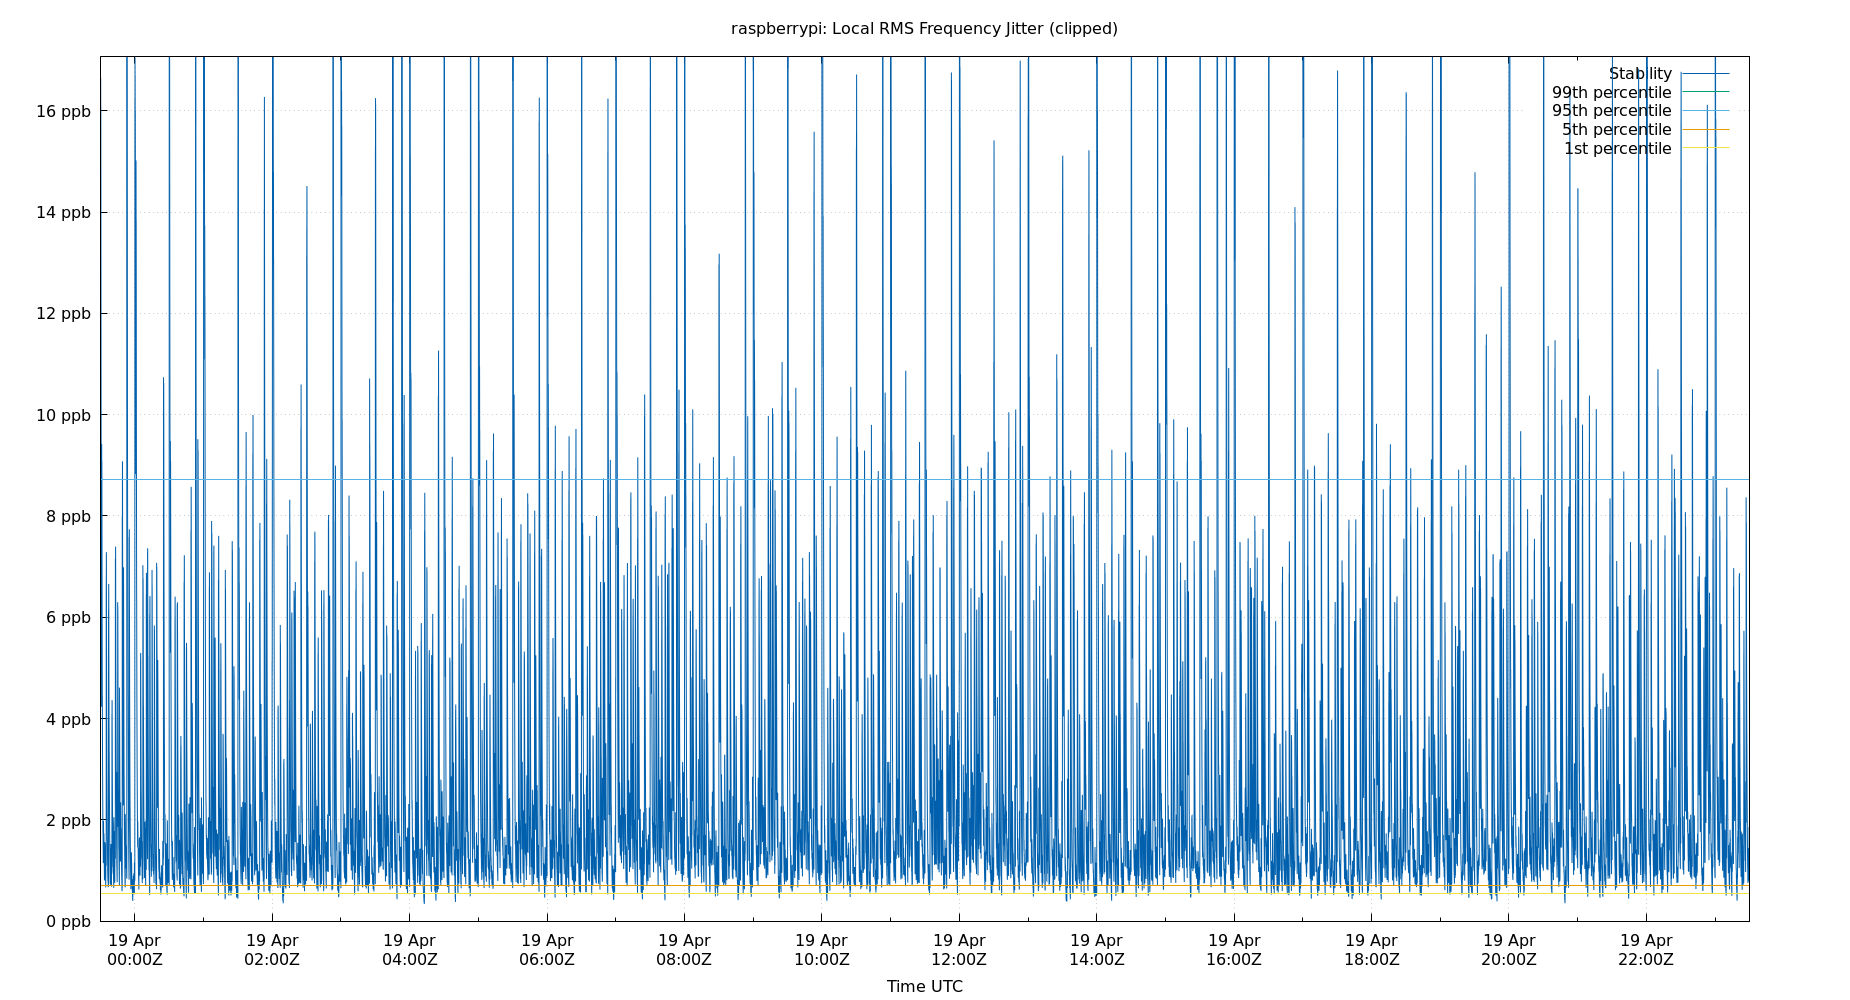 raspberrypi: Local RMS Frequency Jitter (clipped)
Stability
99th percentile
95th percentile
5th percentile
1st percentile
16 ppb
14 ppb
12 ppb
10 ppb
8 ppb
6 ppb
4 ppb
2 ppb
0 ppb
19 Apr 19 Apr 19 Apr 19 Apr 19 Apr 19 Apr 19 Apr 19 Apr 19 Apr 19 Apr 19 Apr 19 Apr
00:00Z 02:00Z 04:00Z 06:00Z 08:00Z 10:00Z 12:00Z 14:00Z 16:00Z 18:00Z 20:00Z 22:00Z
Time UTC